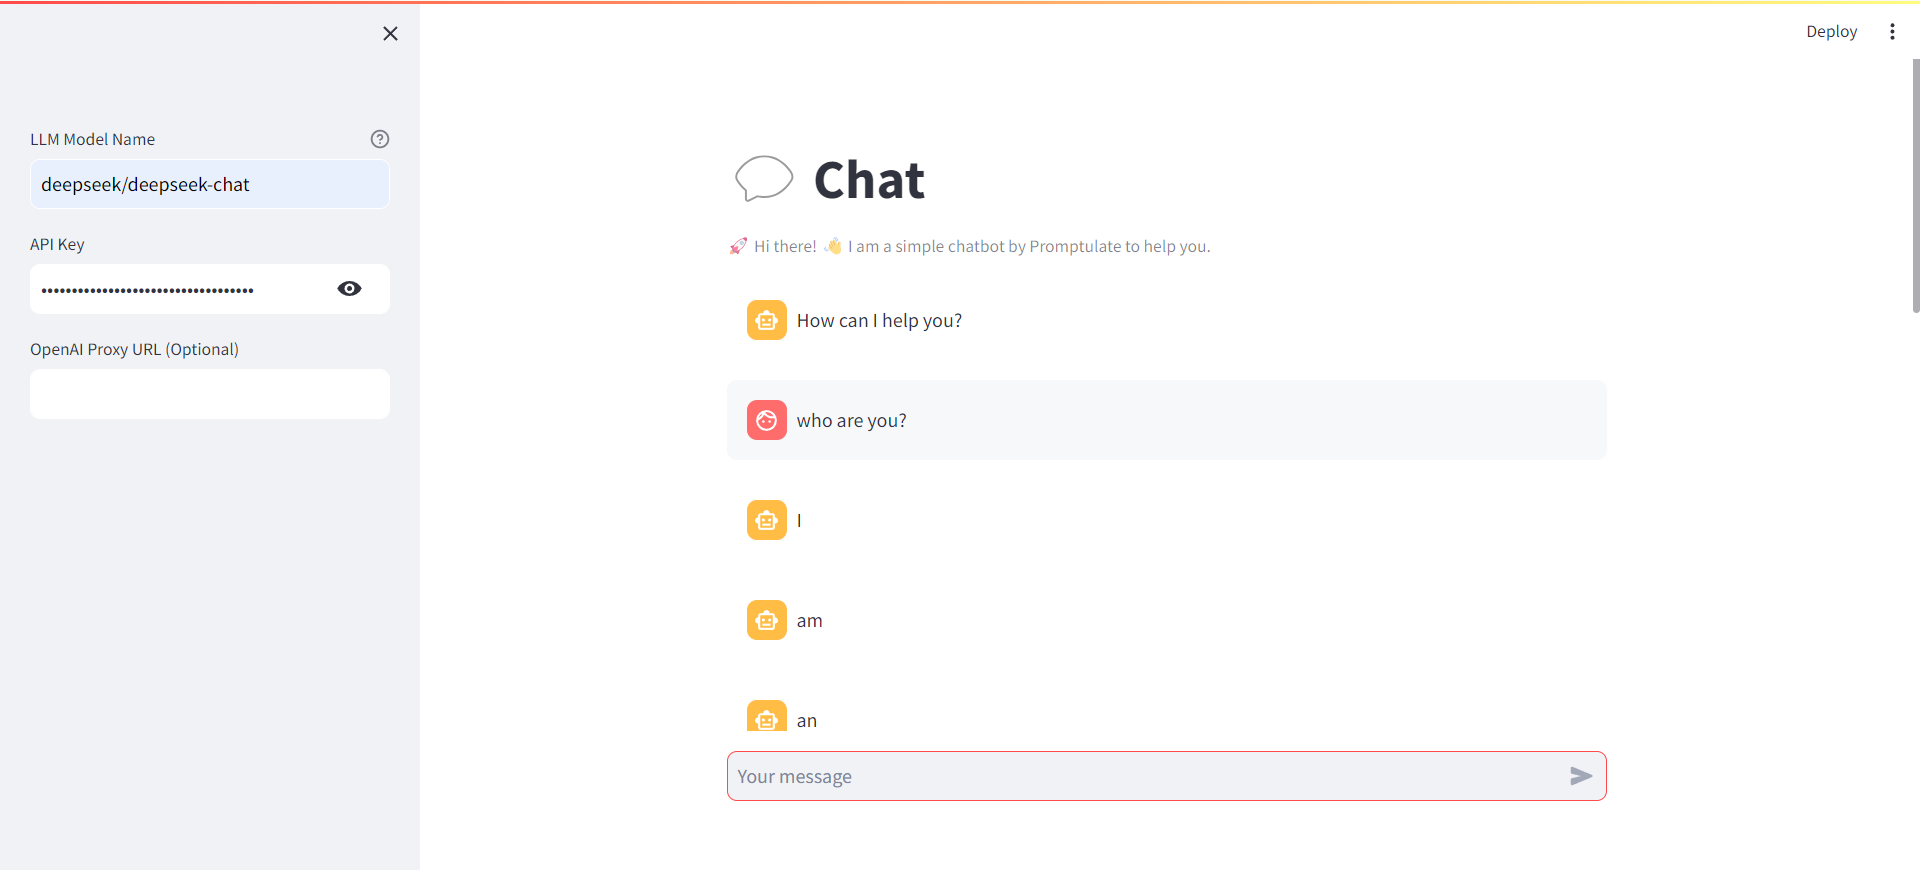 Deploy
LLM Model Name
deepseek/deepseek-chat
API Key
••••••••••••••••••••••••••••••••••••
OpenAI Proxy URL (Optional)
Chat
🚀 Hi there! 👋 I am a simple chatbot by Promptulate to help you.
How can I help you?
who are you?
I
am
an
Your message